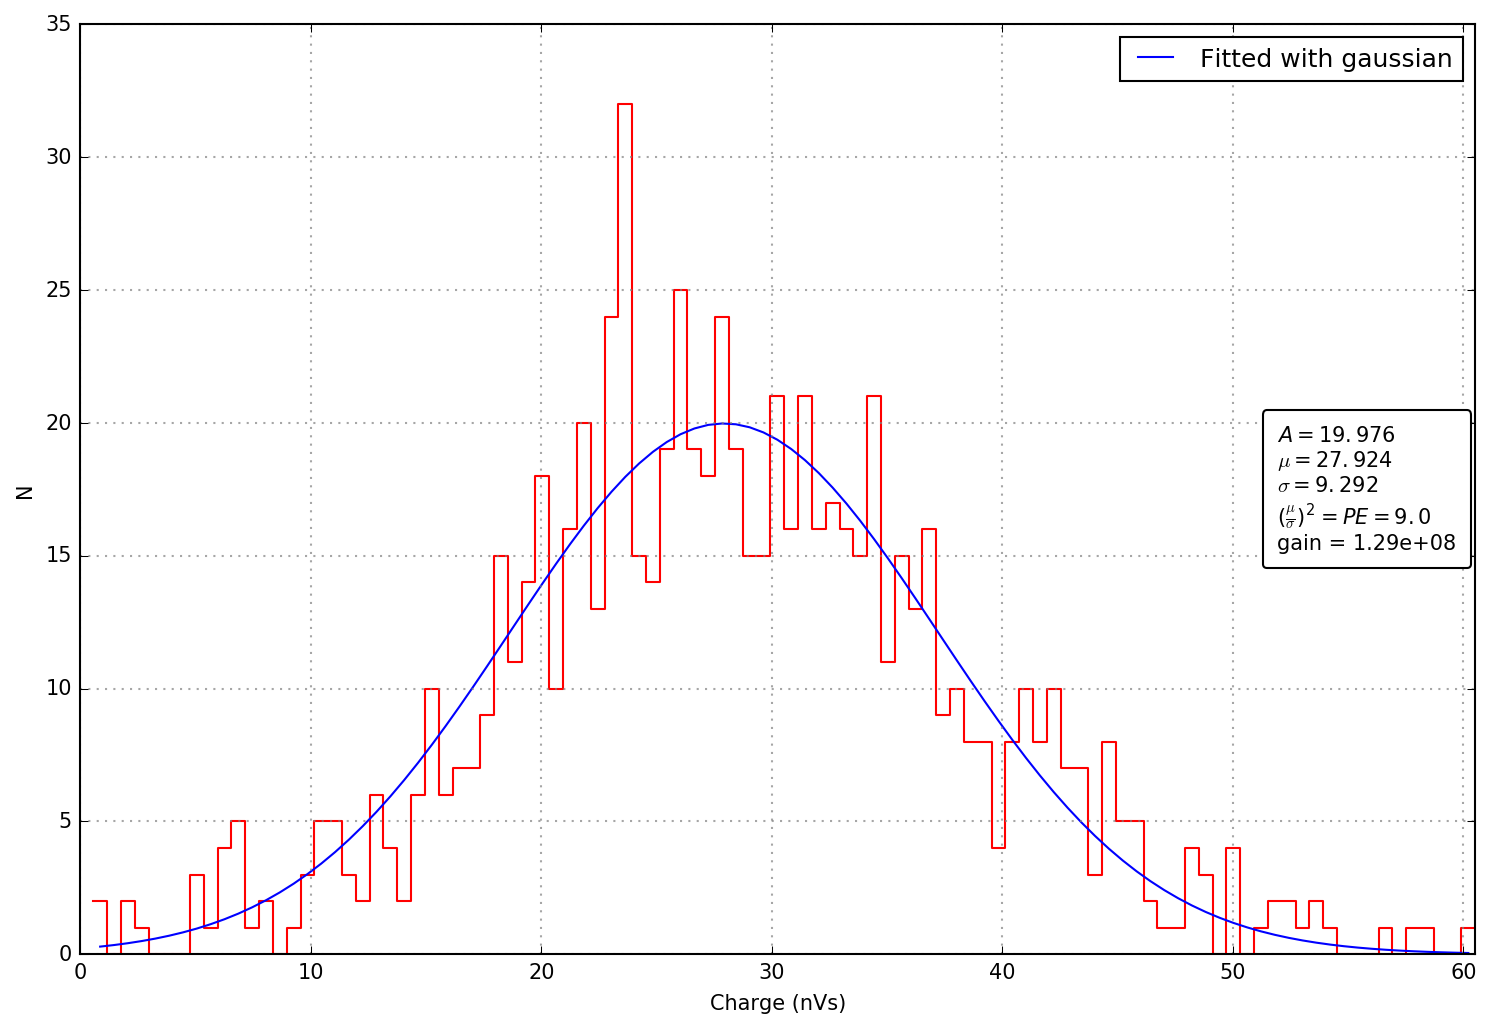 35
30
25
20
15
10
5
0
N
0 10 20 30 40 50 60
Charge (nVs)
Fitted with gaussian
A = 19.976
μ = 27.924
σ = 9.292
(μ/σ)² = PE = 9.0
gain = 1.29e+08